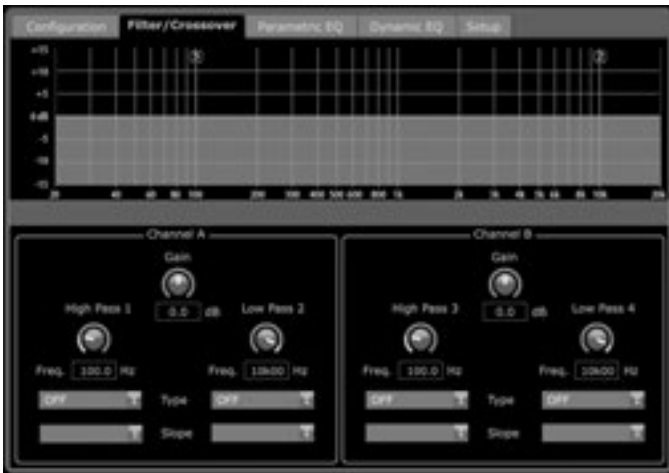 Configuration Filter/Crossover Parametric EQ Dynamic EQ Setup
+15
+10
+5
0dB
-5
-10
-15
③ ②
20 40 60 80 100 200 300 400 500 600 800 1k 2k 3k 4k 5k 6k 8k 10k 20k
Channel A
Gain
0.0 dB
High Pass 1 Low Pass 2
Freq. 100.0 Hz Freq. 10k00 Hz
OFF Type OFF
Slope
Channel B
Gain
0.0 dB
High Pass 3 Low Pass 4
Freq. 100.0 Hz Freq. 10k00 Hz
OFF Type OFF
Slope